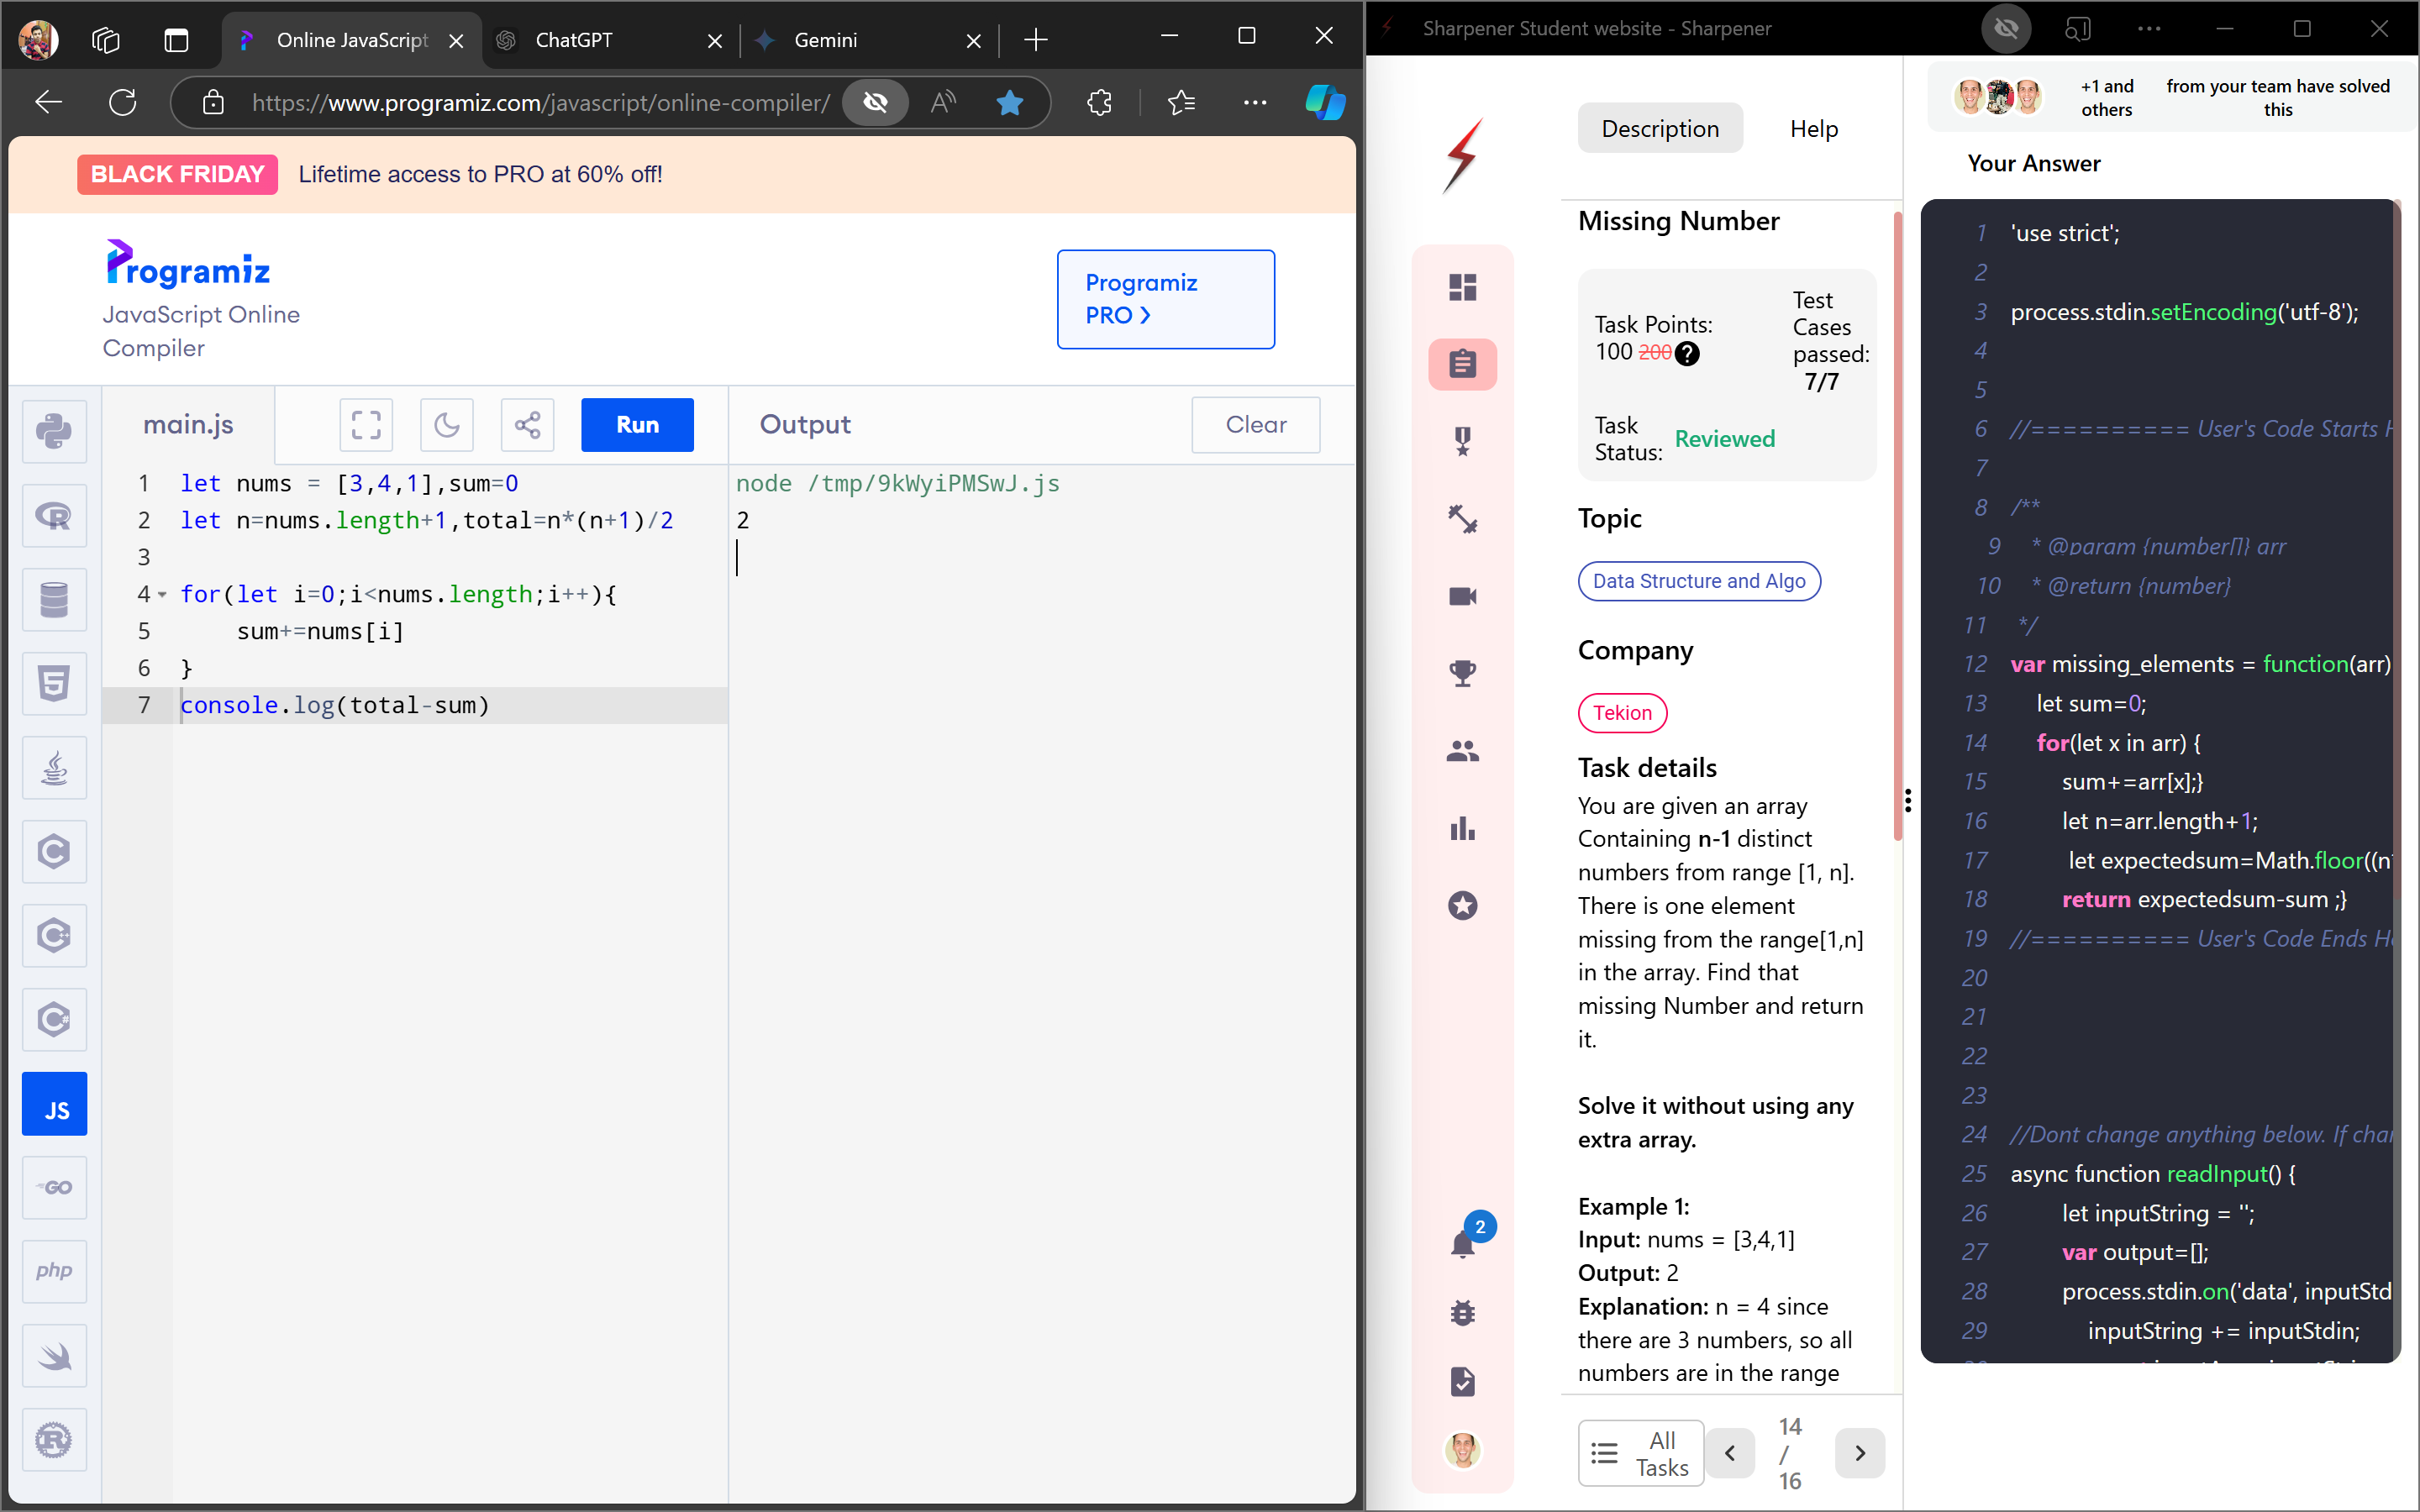 Online JavaScript
ChatGPT
Gemini
https://www.programiz.com/javascript/online-compiler/
BLACK FRIDAY Lifetime access to PRO at 60% off!
Programiz
JavaScript Online
Compiler
Programiz
PRO
main.js
Run
Output
Clear
1 let nums = [3,4,1],sum=0
2 let n=nums.length+1,total=n*(n+1)/2
3
4 for(let i=0;i<nums.length;i++){
5 sum+=nums[i]
6 }
7 console.log(total-sum)
node /tmp/9kWyiPMSwJ.js
2
JS
GO
php
Sharpener Student website - Sharpener
Description
Help
Missing Number
Task Points:
100 200
Test
Cases
passed:
7/7
Task
Status:
Reviewed
Topic
Data Structure and Algo
Company
Tekion
Task details
You are given an array
Containing n-1 distinct
numbers from range [1, n].
There is one element
missing from the range[1,n]
in the array. Find that
missing Number and return
it.
Solve it without using any
extra array.
Example 1:
Input: nums = [3,4,1]
Output: 2
Explanation: n = 4 since
there are 3 numbers, so all
numbers are in the range
2
All
Tasks
14
/
16
+1 and
others
from your team have solved
this
Your Answer
1 'use strict';
2
3 process.stdin.setEncoding('utf-8');
4
5
6 //========== User's Code Starts
7
8 /**
9 * @param {number[]} arr
10 * @return {number}
11 */
12 var missing_elements = function(arr)
13 let sum=0;
14 for(let x in arr) {
15 sum+=arr[x];}
16 let n=arr.length+1;
17 let expectedsum=Math.floor((n
18 return expectedsum-sum ;}
19 //========== User's Code Ends
20
21
22
23
24 //Dont change anything below. If
25 async function readInput() {
26 let inputString = '';
27 var output=[];
28 process.stdin.on('data', inputStd
29 inputString += inputStdin;